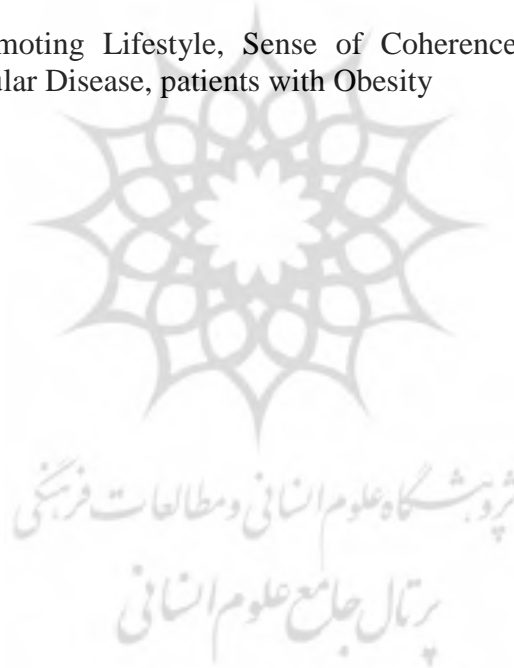 moting Lifestyle, Sense of Coherence
ular Disease, patients with Obesity
پژوهشگاه علوم انسانی و مطالعات فرهنگی
پرتال جامع علوم انسانی